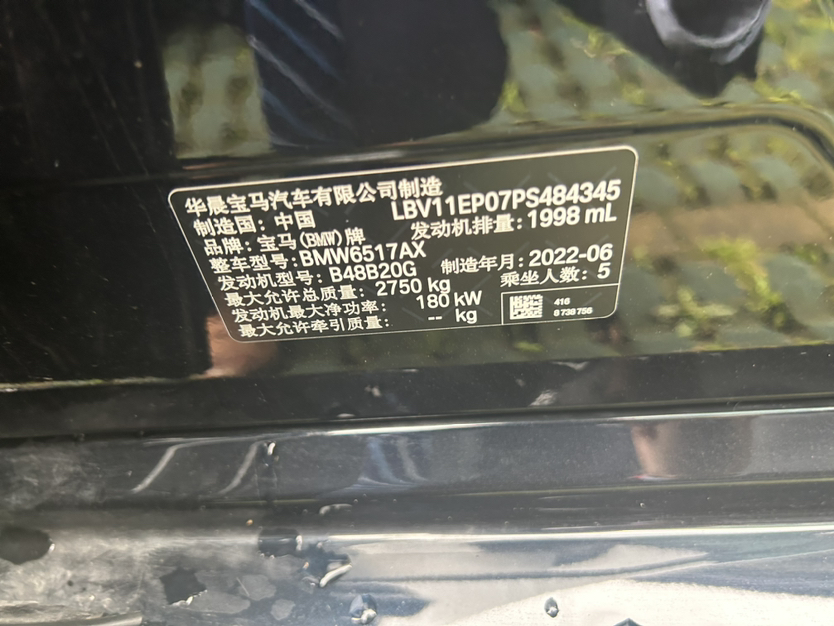 华晨宝马汽车有限公司制造
制造国：中国 LBV11EP07PS484345
品牌：宝马(BMW)牌 发动机排量：1998 mL
整车型号：BMW6517AX
发动机型号：B48B20G 制造年月：2022-06
最大允许总质量：2750 kg 乘坐人数：5
发动机最大净功率：180 kW
最大允许牵引质量：-- kg
416
8 736 756